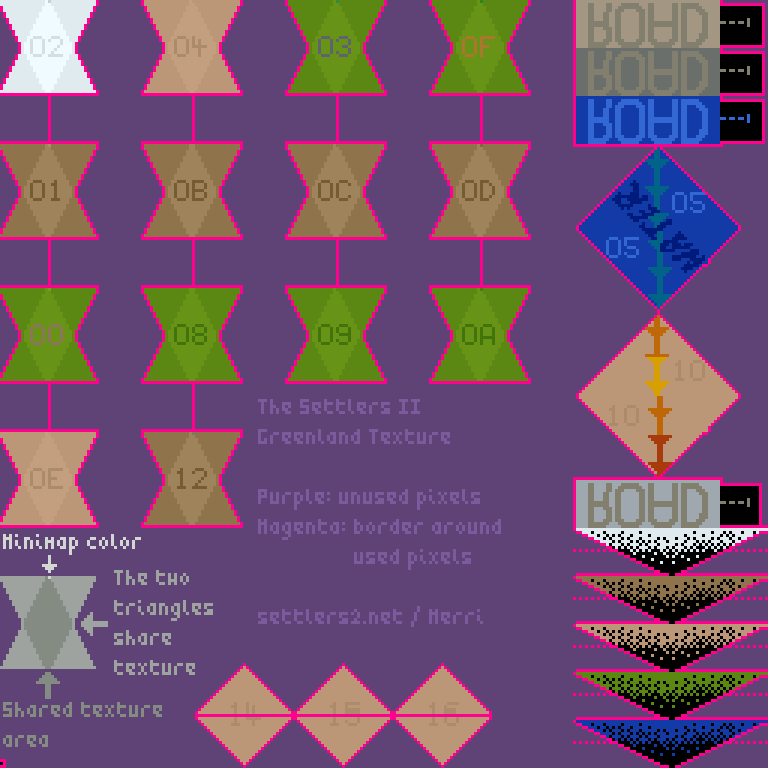 02 04 03 0F
ROAD
ROAD
ROAD
01 0B 0C 0D
05
05
00 08 09 0A
10
10
The Settlers II
Greenland Texture
0E 12
Purple: unused pixels
Magenta: border around
used pixels
ROAD
Minimap color
The two
triangles
share
texture
settlers2.net / Merri
Shared texture
area
14 15 16